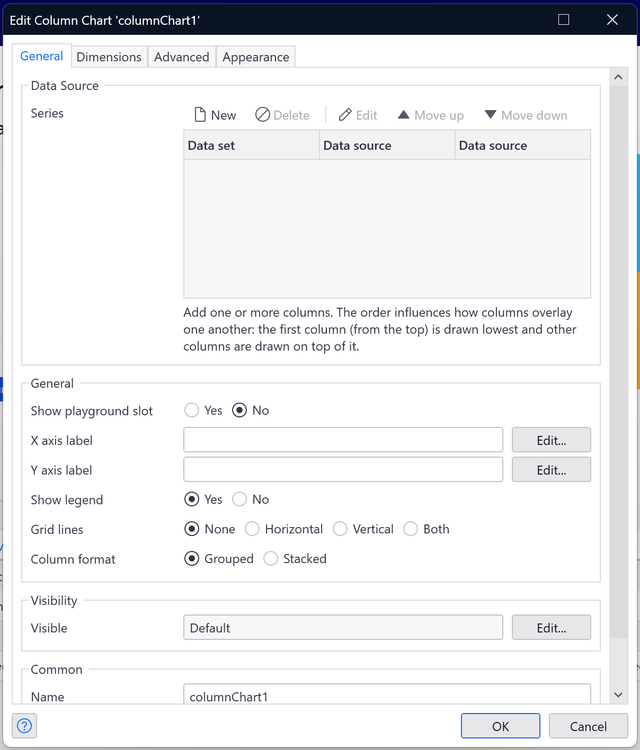 Edit Column Chart 'columnChart1'
General Dimensions Advanced Appearance
Data Source
Series New Delete Edit Move up Move down
Data set Data source Data source
Add one or more columns. The order influences how columns overlay
one another: the first column (from the top) is drawn lowest and other
columns are drawn on top of it.
General
Show playground slot Yes No
X axis label Edit...
Y axis label Edit...
Show legend Yes No
Grid lines None Horizontal Vertical Both
Column format Grouped Stacked
Visibility
Visible Default Edit...
Common
Name columnChart1
? OK Cancel